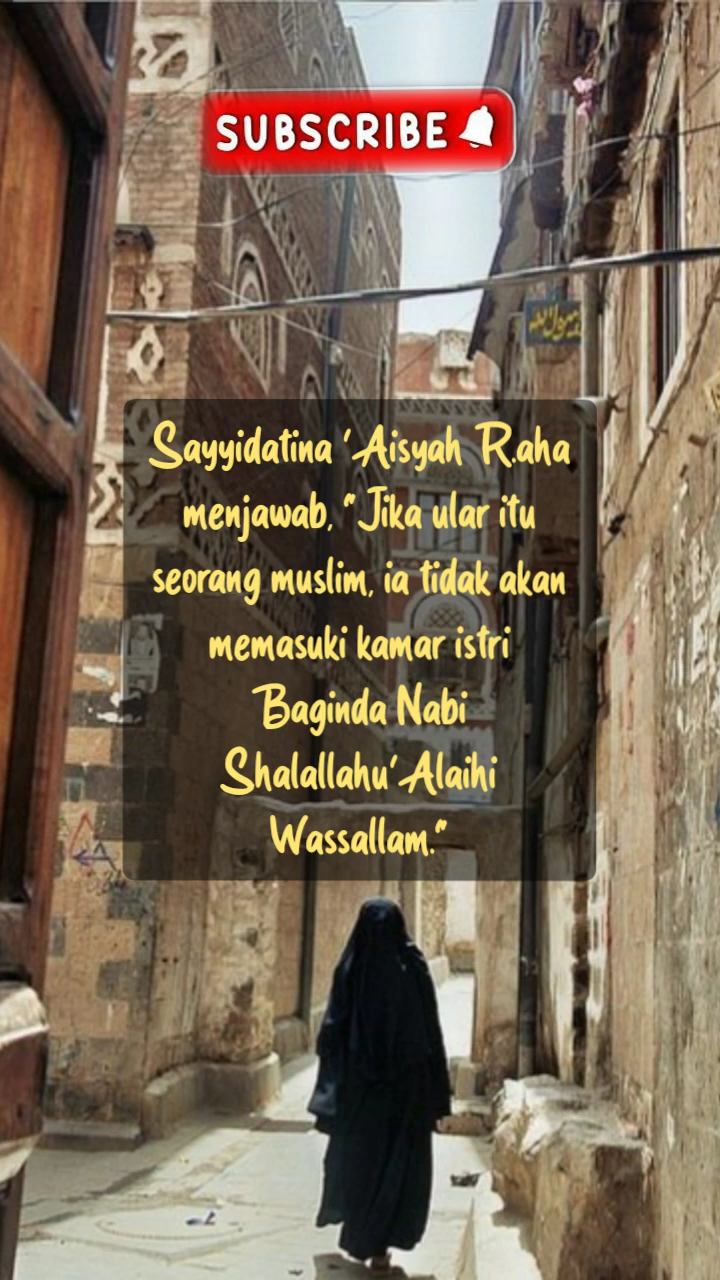 SUBSCRIBE
Sayyidatina 'Aisyah R.aha
menjawab, "Jika ular itu
seorang muslim, ia tidak akan
memasuki kamar istri
Baginda Nabi
Shalallahu'Alaihi
Wassallam."